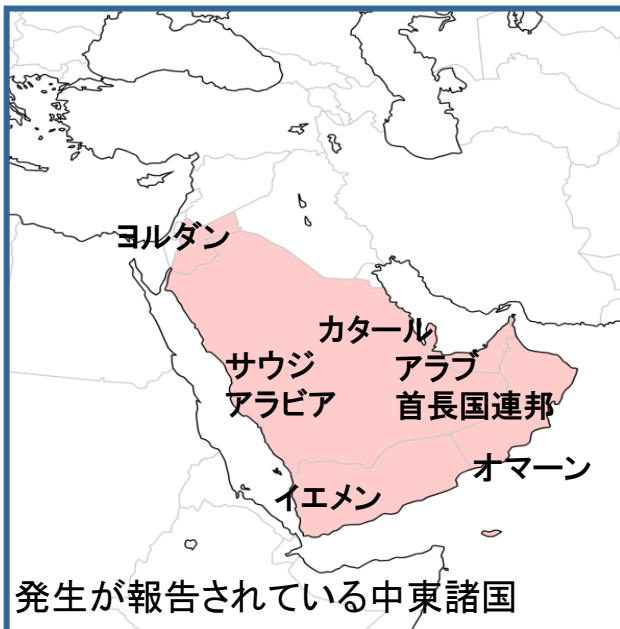 ヨルダン
カタール
サウジ
アラビア
アラブ
首長国連邦
オマーン
イエメン
発生が報告されている中東諸国